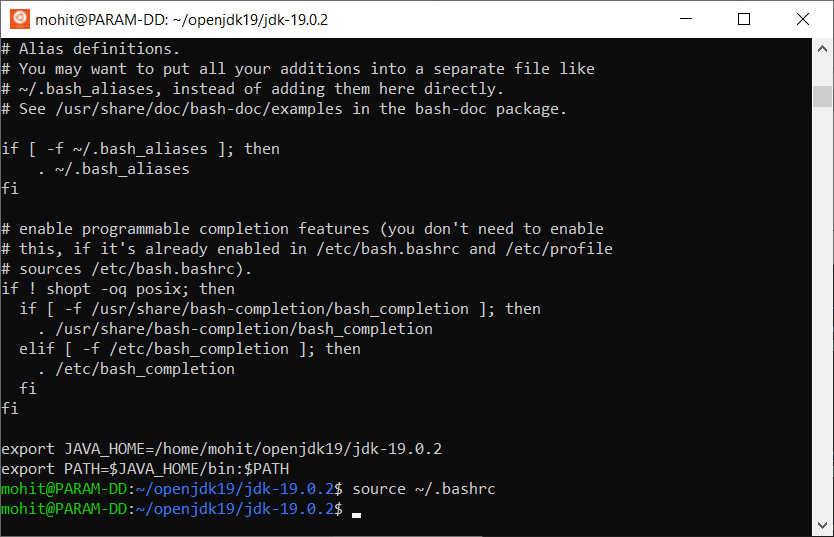 mohit@PARAM-DD: ~/openjdk19/jdk-19.0.2
# Alias definitions.
# You may want to put all your additions into a separate file like
# ~/.bash_aliases, instead of adding them here directly.
# See /usr/share/doc/bash-doc/examples in the bash-doc package.

if [ -f ~/.bash_aliases ]; then
    . ~/.bash_aliases
fi

# enable programmable completion features (you don't need to enable
# this, if it's already enabled in /etc/bash.bashrc and /etc/profile
# sources /etc/bash.bashrc).
if ! shopt -oq posix; then
  if [ -f /usr/share/bash-completion/bash_completion ]; then
    . /usr/share/bash-completion/bash_completion
  elif [ -f /etc/bash_completion ]; then
    . /etc/bash_completion
  fi
fi

export JAVA_HOME=/home/mohit/openjdk19/jdk-19.0.2
export PATH=$JAVA_HOME/bin:$PATH
mohit@PARAM-DD:~/openjdk19/jdk-19.0.2$ source ~/.bashrc
mohit@PARAM-DD:~/openjdk19/jdk-19.0.2$